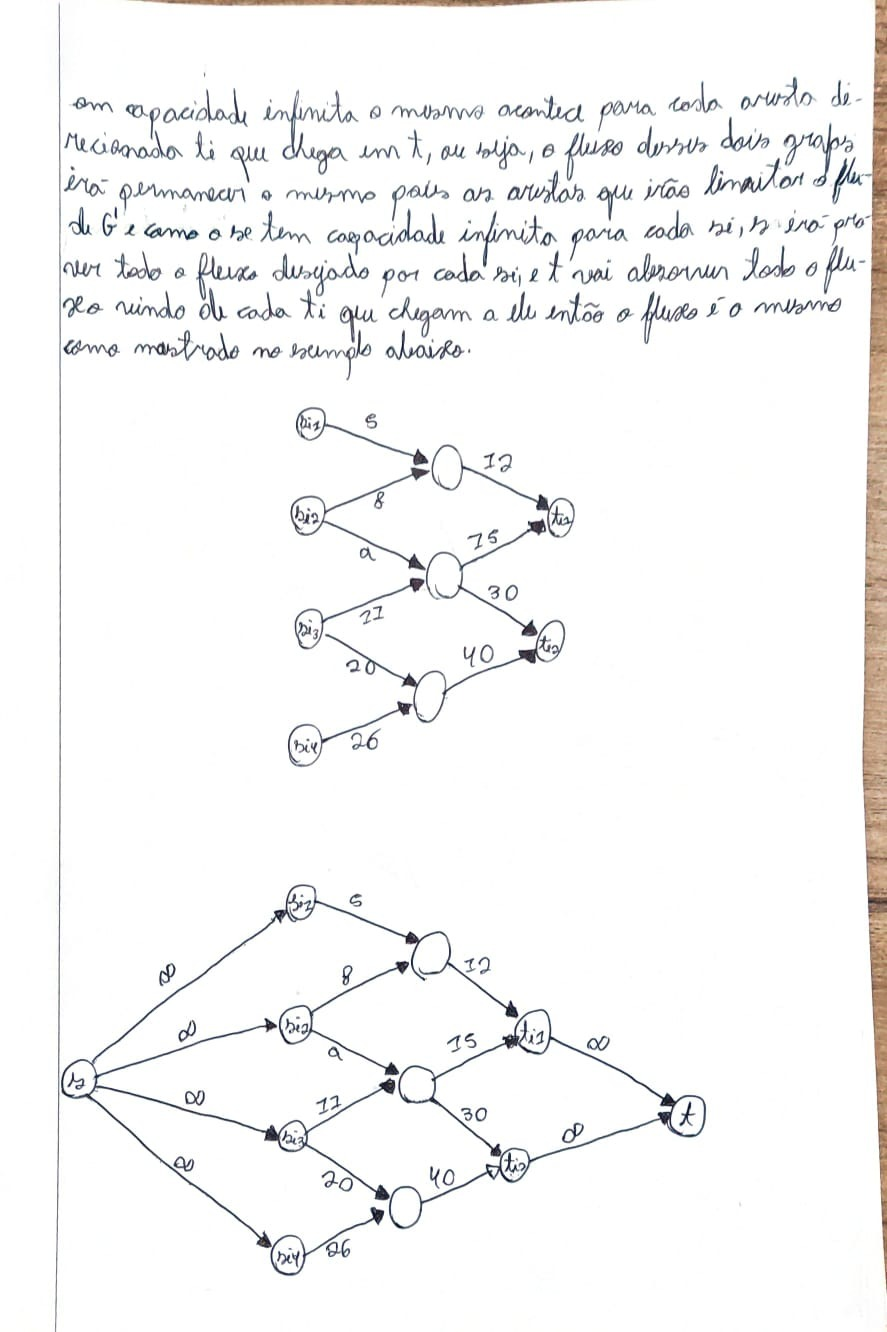 em capacidade infinita o mesmo acontece para cada aresta di-
recionada ti que chega em t, ou seja, o fluxo desses dois grafos
irá permanecer o mesmo pois as arestas que irão limitar o flu-
de G' e como o s tem capacidade infinita para cada si, s irá pro-
ver todo o fluxo desejado por cada si, e t vai absorver todo o flu-
xo vindo de cada ti que chegam a ele então o fluxo é o mesmo
como mostrado no exemplo abaixo.
si1 5
12
si2 8 ti1
9 15
30
si3 11 ti2
20 40
si4 26
si1 5
∞ 8 12
∞ si2 ti1 ∞
9 15
s ∞ 11 t
si3 30 ∞
∞ 20 40 ti2
si4 26